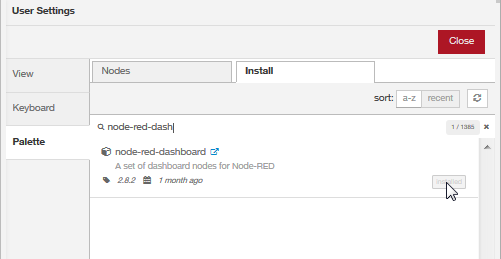 User Settings
Close
View
Nodes
Install
sort: a-z recent
Keyboard
node-red-dash
1 / 1385
Palette
node-red-dashboard
A set of dashboard nodes for Node-RED
2.8.2 1 month ago
installed